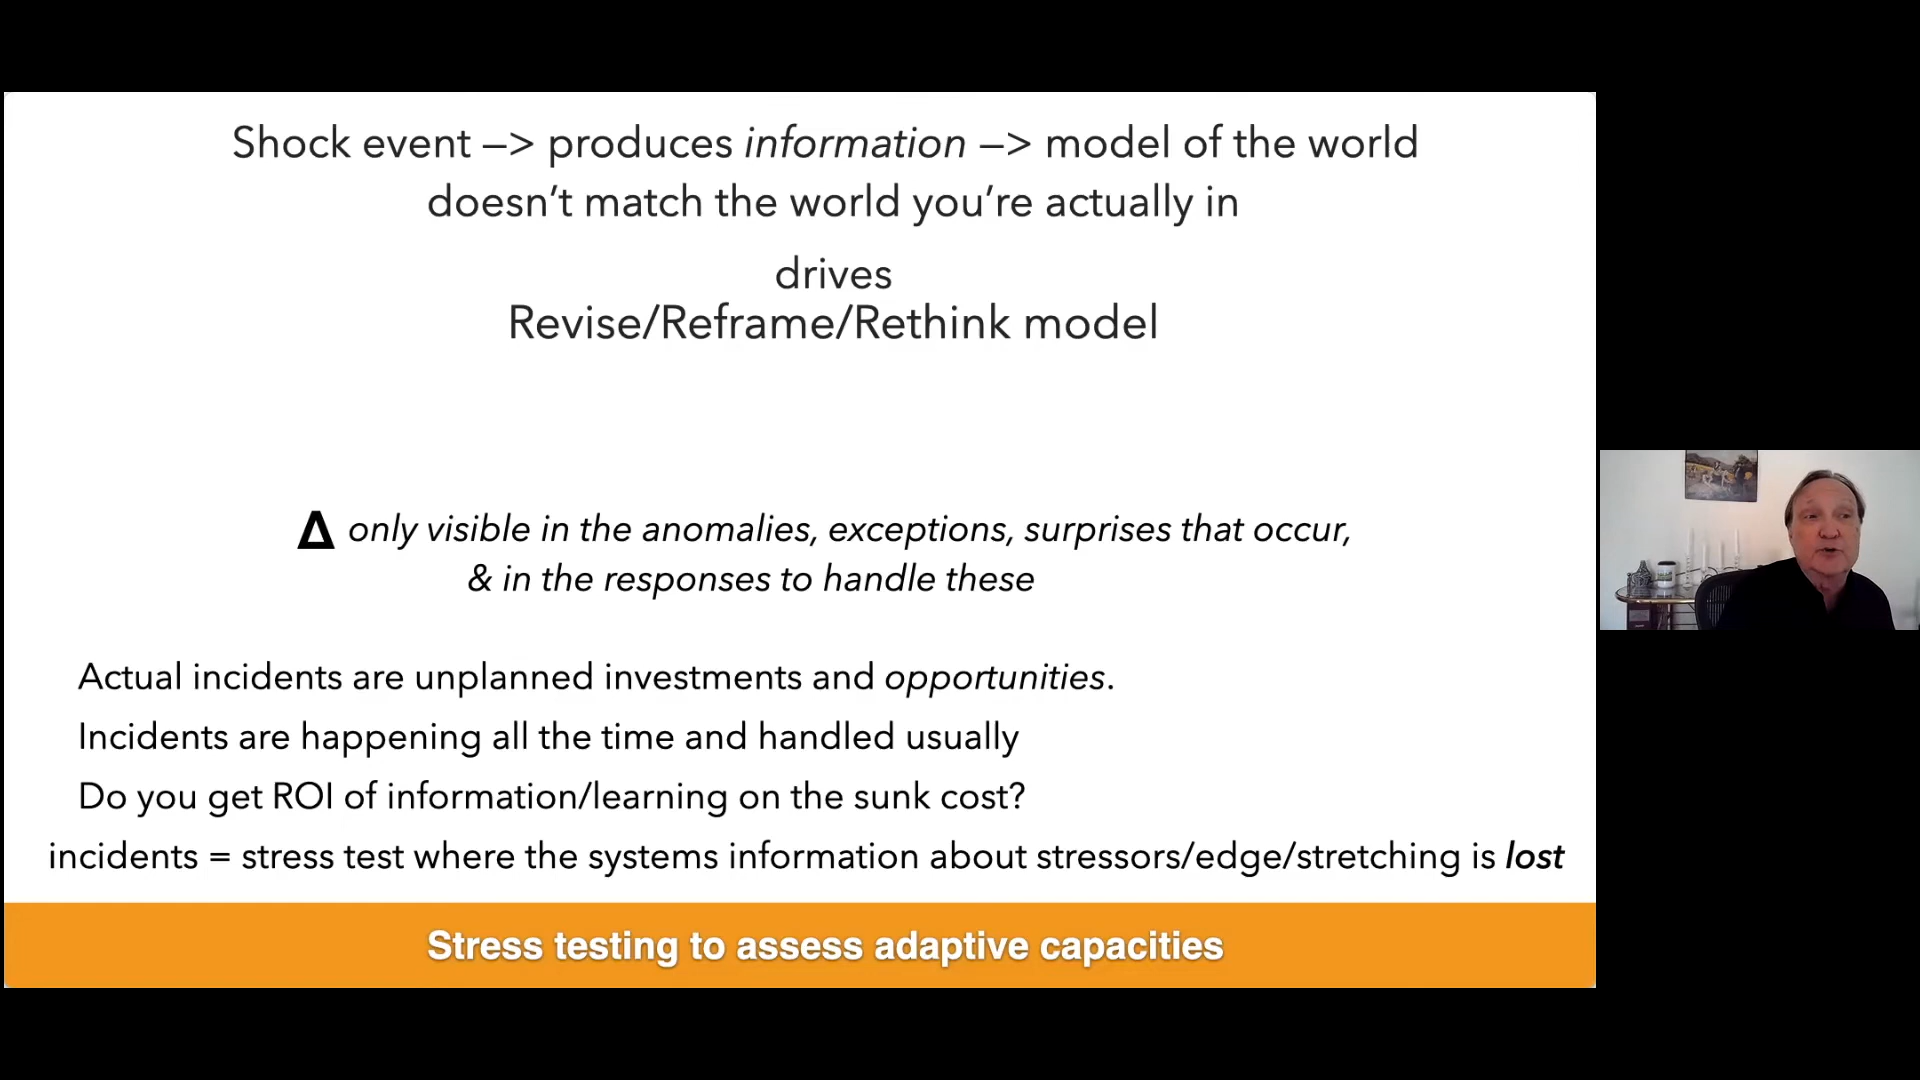 Shock event –> produces information –> model of the world
doesn’t match the world you’re actually in
drives
Revise/Reframe/Rethink model
Δ only visible in the anomalies, exceptions, surprises that occur,
& in the responses to handle these
Actual incidents are unplanned investments and opportunities.
Incidents are happening all the time and handled usually
Do you get ROI of information/learning on the sunk cost?
incidents = stress test where the systems information about stressors/edge/stretching is lost
Stress testing to assess adaptive capacities